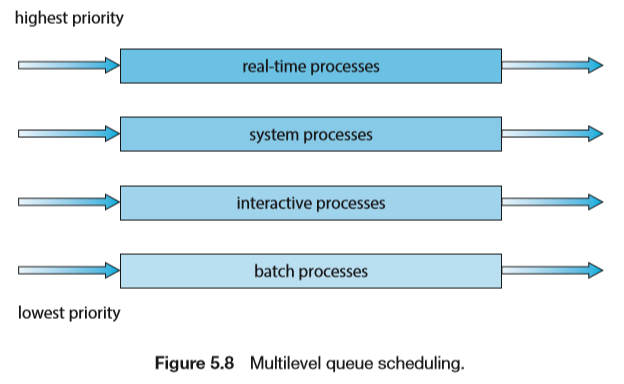 highest priority
real-time processes
system processes
interactive processes
batch processes
lowest priority
Figure 5.8 Multilevel queue scheduling.